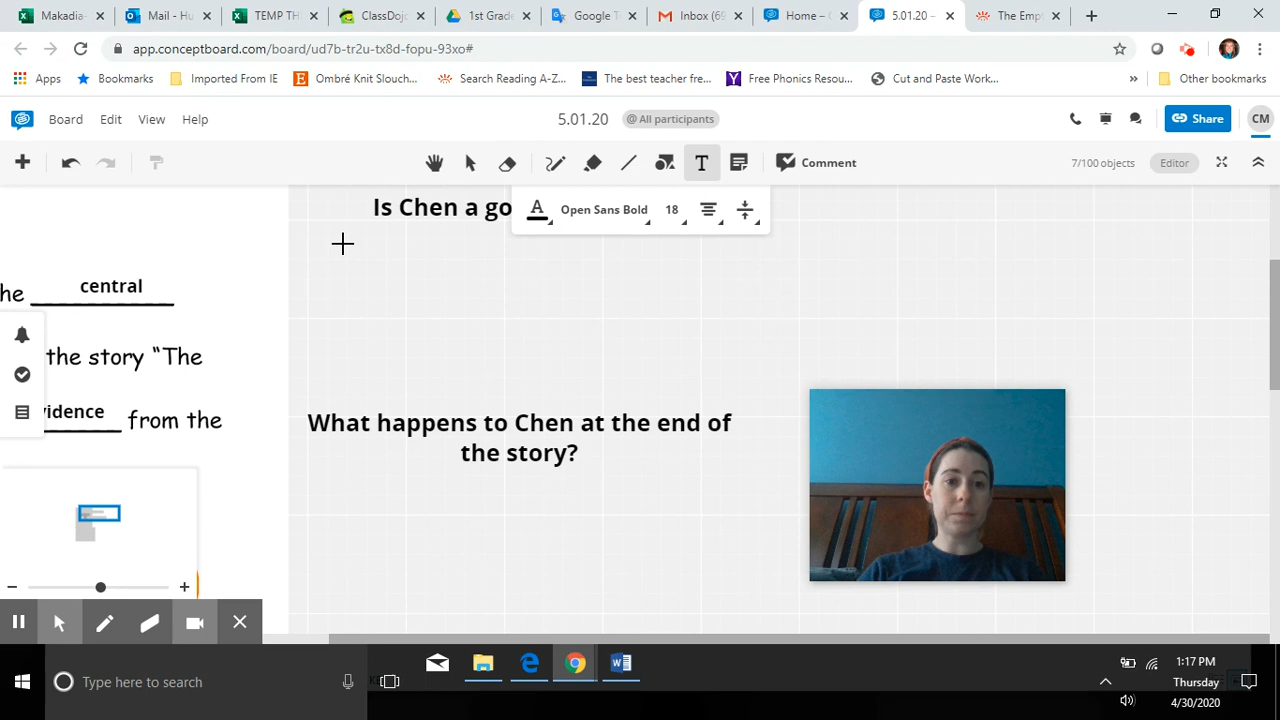 Makadia-
Mail - Hu
TEMP TH
ClassDojo
1st Grade
Google T
Inbox (69
Home –
5.01.20 –
The Emp
app.conceptboard.com/board/ud7b-tr2u-tx8d-fopu-93xo#
Apps
Bookmarks
Imported From IE
Ombré Knit Slouch...
Search Reading A-Z...
The best teacher fre...
Free Phonics Resou...
Cut and Paste Work...
»
Other bookmarks
Board
Edit
View
Help
5.01.20
@ All participants
Share
CM
T
Comment
7/100 objects
Editor
Is Chen a go
A
Open Sans Bold
18
he ____ central
the story “The
vidence from the
What happens to Chen at the end of
the story?
Type here to search
1:17 PM
Thursday
4/30/2020